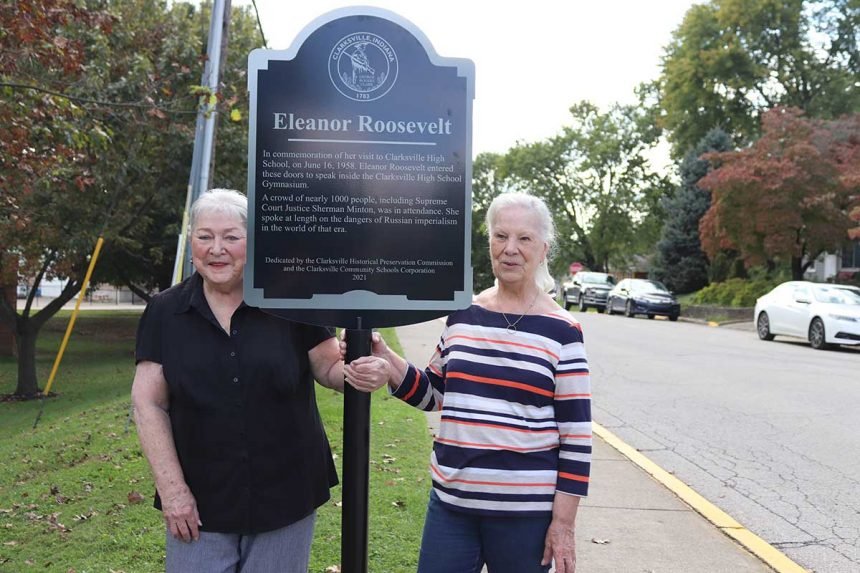 CLARKSVILLE, INDIANA
1783
Eleanor Roosevelt
In commemoration of her visit to Clarksville High
School, on June 16, 1958. Eleanor Roosevelt entered
these doors to speak inside the Clarksville High School
Gymnasium.
A crowd of nearly 1000 people, including Supreme
Court Justice Sherman Minton, was in attendance. She
spoke at length on the dangers of Russian imperialism
in the world of that era.
Dedicated by the Clarksville Historical Preservation Commission
and the Clarksville Community Schools Corporation
2021